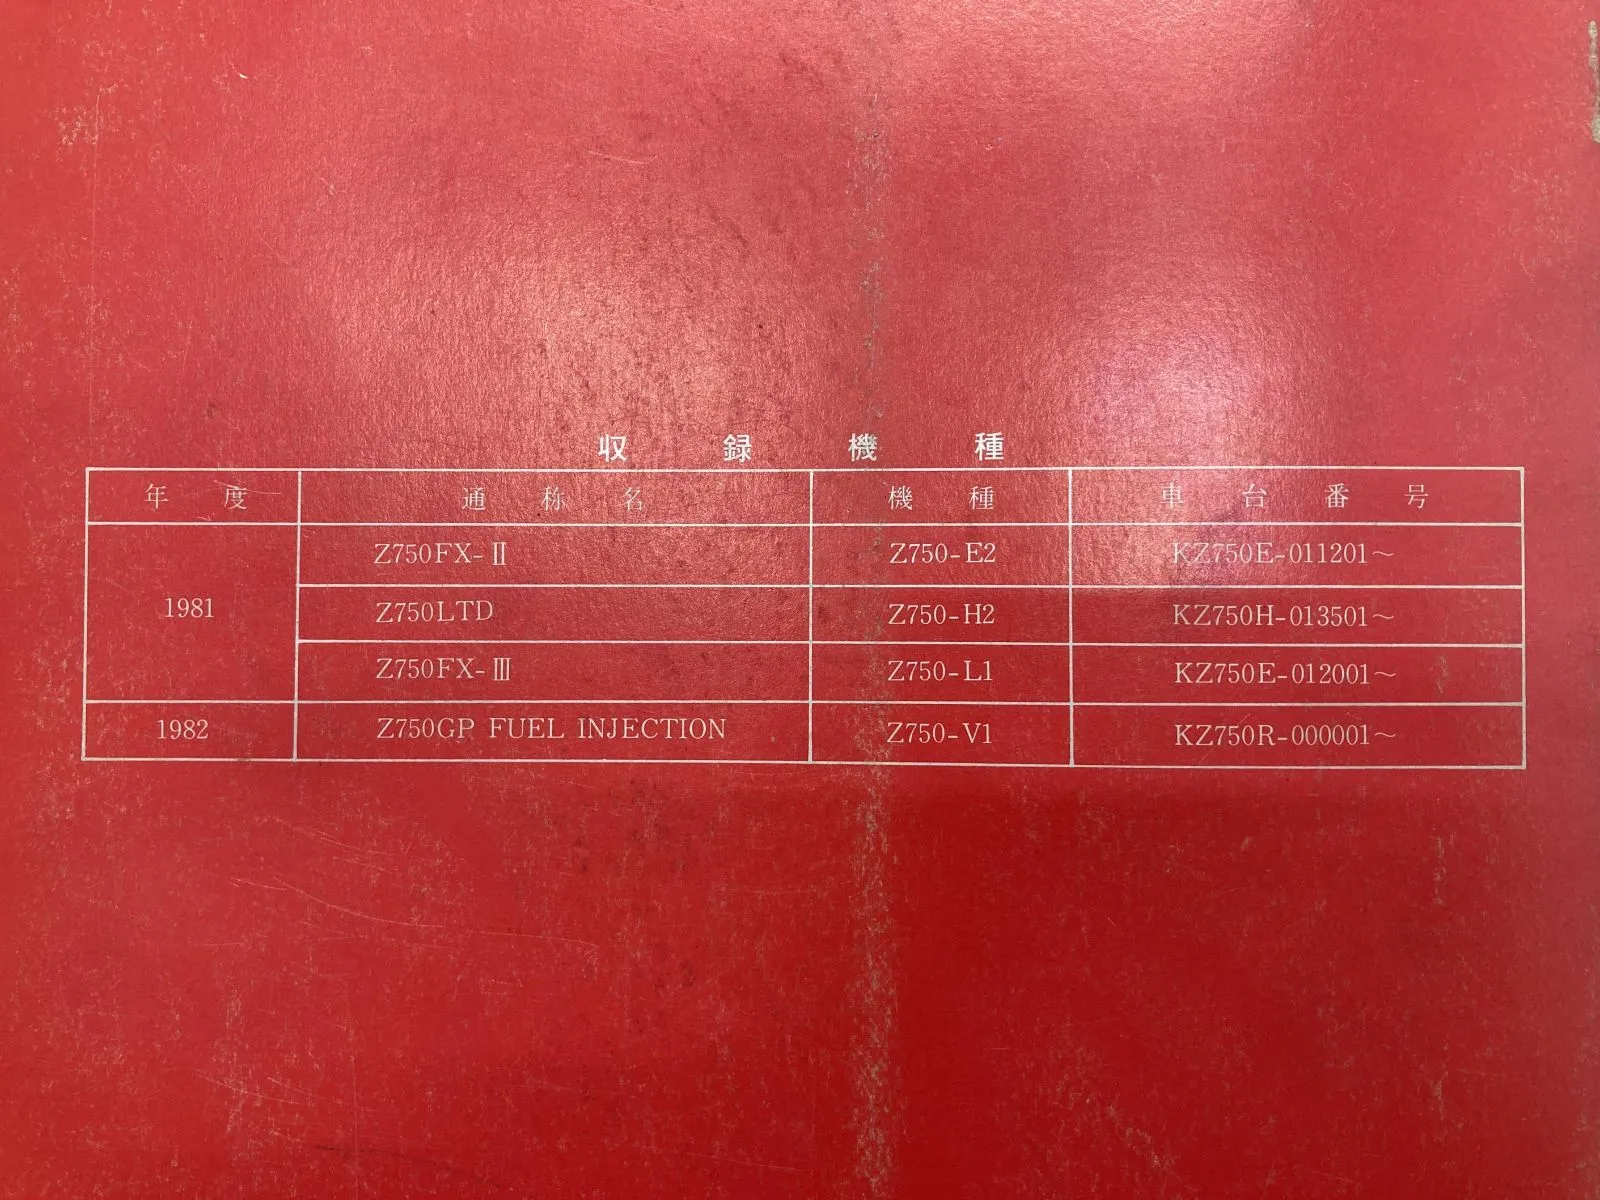 収録機種
年度 通称名 機種 車台番号
1981 Z750FX-Ⅱ Z750-E2 KZ750E-011201～
Z750LTD Z750-H2 KZ750H-013501～
Z750FX-Ⅲ Z750-L1 KZ750E-012001～
1982 Z750GP FUEL INJECTION Z750-V1 KZ750R-000001～